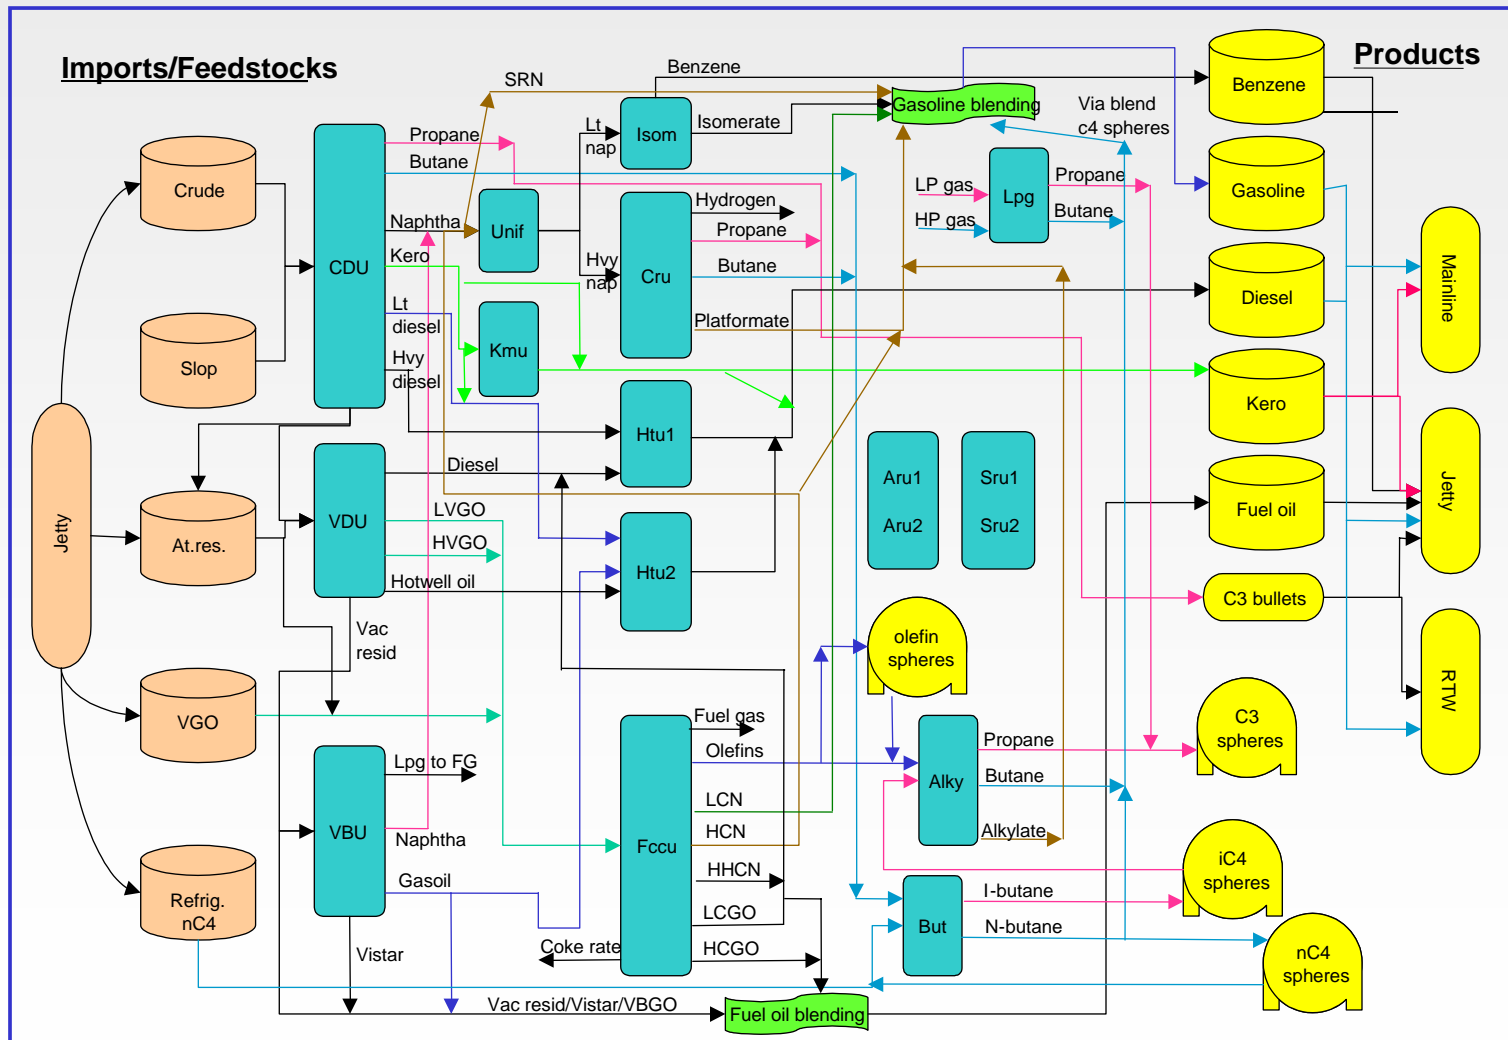 Imports/Feedstocks
Products
Jetty
Crude
Slop
At.res.
VGO
Refrig.
nC4
CDU
VDU
VBU
Propane
Butane
Naphtha
Kero
Lt
diesel
Hvy
diesel
Diesel
LVGO
HVGO
Hotwell oil
Vac
resid
Lpg to FG
Naphtha
Gasoil
Vistar
Vac resid/Vistar/VBGO
SRN
Unif
Kmu
Lt
nap
Hvy
nap
Benzene
Isom
Isomerate
Cru
Hydrogen
Propane
Butane
Platformate
Htu1
Htu2
Fccu
Fuel gas
Olefins
LCN
HCN
HHCN
LCGO
HCGO
Coke rate
Gasoline blending
Fuel oil blending
Via blend
c4 spheres
LP gas
HP gas
Lpg
Propane
Butane
Aru1
Aru2
Sru1
Sru2
olefin
spheres
Alky
Propane
Butane
Alkylate
But
I-butane
N-butane
Benzene
Gasoline
Diesel
Kero
Fuel oil
C3 bullets
C3
spheres
iC4
spheres
nC4
spheres
Mainline
Jetty
RTW